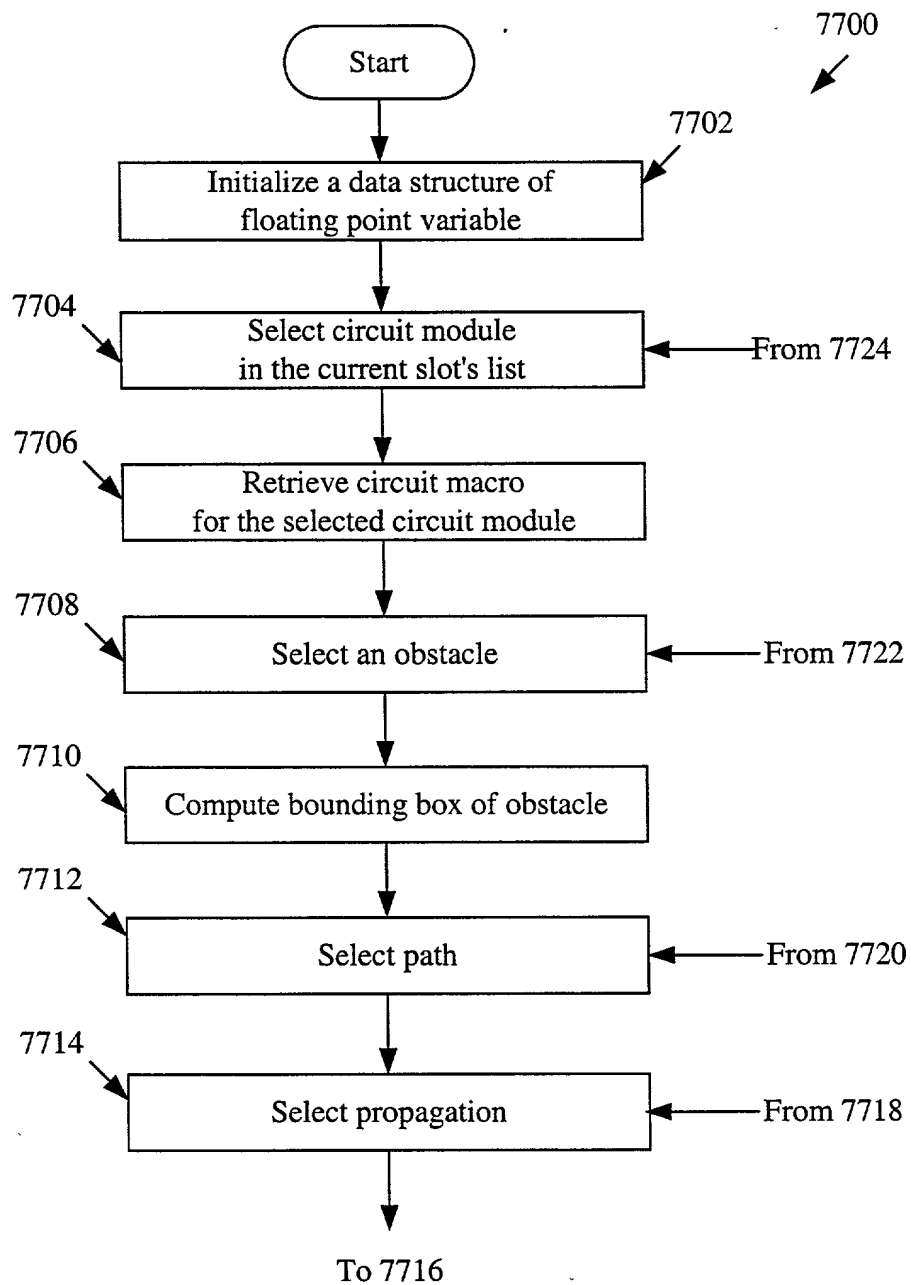 7700
Start
7702
Initialize a data structure of
floating point variable
7704
Select circuit module
in the current slot's list
From 7724
7706
Retrieve circuit macro
for the selected circuit module
7708
Select an obstacle
From 7722
7710
Compute bounding box of obstacle
7712
Select path
From 7720
7714
Select propagation
From 7718
To 7716